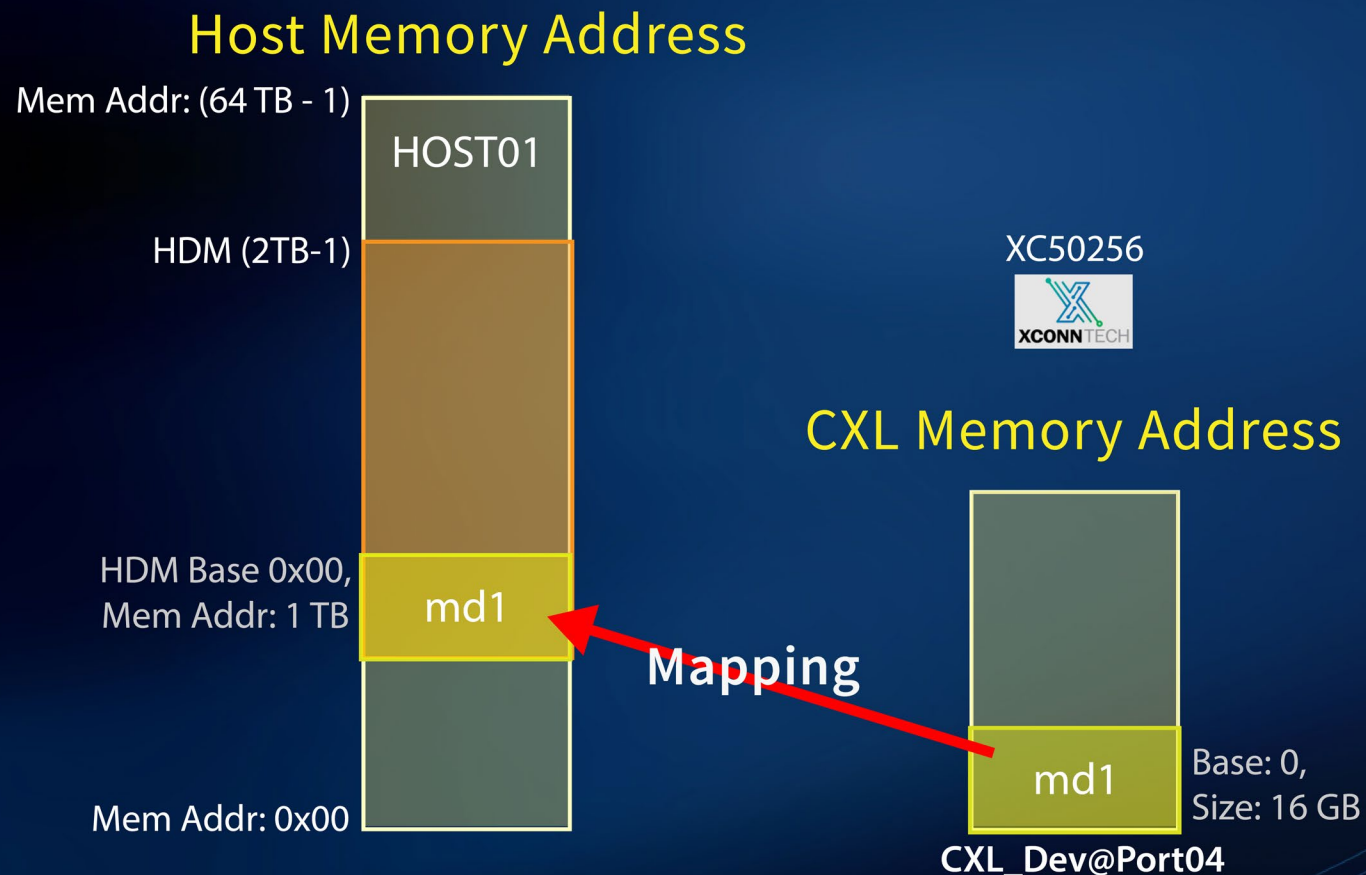 Host Memory Address
Mem Addr: (64 TB - 1)
HOST01
HDM (2TB-1)
XC50256
XCONNTECH
CXL Memory Address
HDM Base 0x00,
Mem Addr: 1 TB
md1
Mapping
md1
Base: 0,
Size: 16 GB
Mem Addr: 0x00
CXL_Dev@Port04